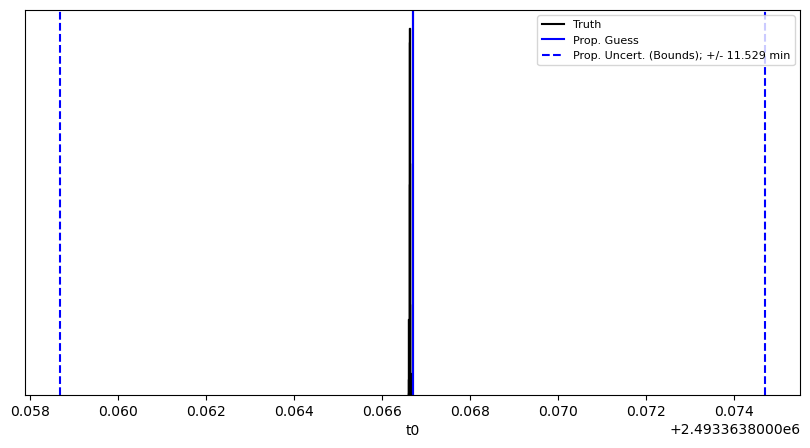 Truth
Prop. Guess
Prop. Uncert. (Bounds); +/- 11.529 min
0.058 0.060 0.062 0.064 0.066 0.068 0.070 0.072 0.074
t0
+2.4933638000e6